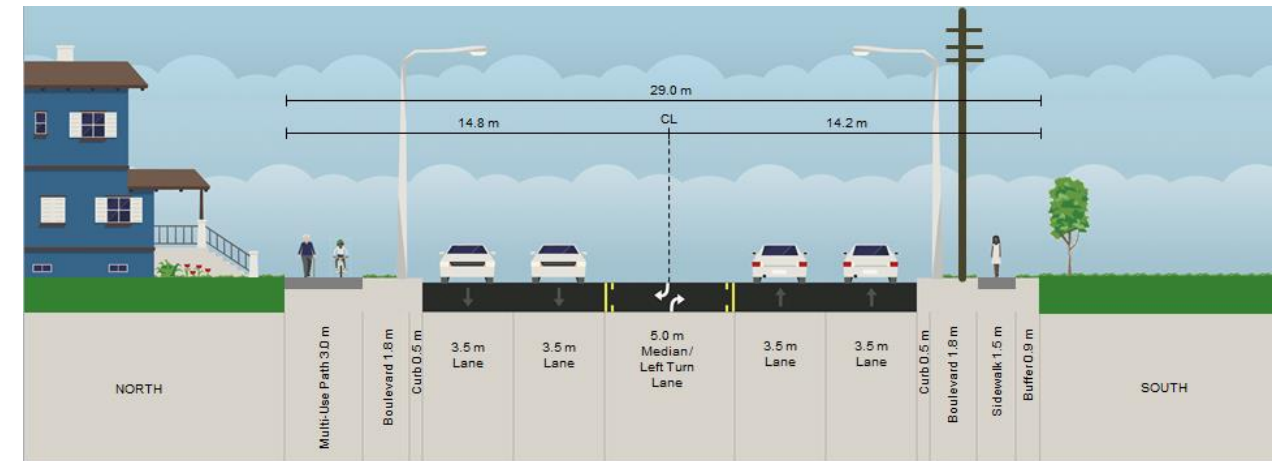 29.0 m
14.8 m
CL
14.2 m
NORTH
Multi-Use Path 3.0 m
Boulevard 1.8 m
Curb 0.5 m
3.5 m
Lane
3.5 m
Lane
5.0 m
Median/
Left Turn
Lane
3.5 m
Lane
3.5 m
Lane
Curb 0.5 m
Boulevard 1.8 m
Sidewalk 1.5 m
Buffer 0.9 m
SOUTH